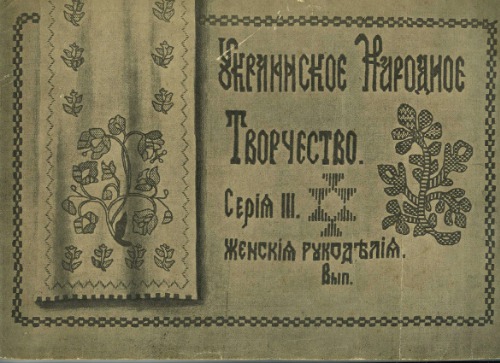 Украинское Народное
Творчество.
Серія III.
Женскія рукодѣлія.
Вып.